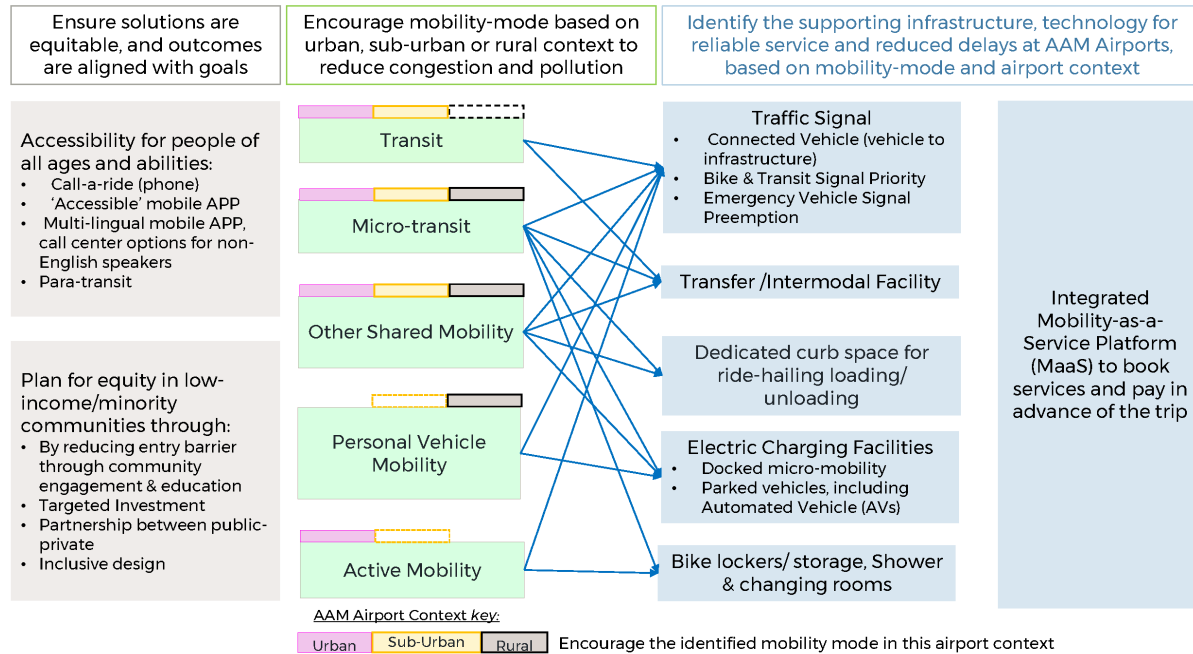 Ensure solutions are
equitable, and outcomes
are aligned with goals
Encourage mobility-mode based on
urban, sub-urban or rural context to
reduce congestion and pollution
Identify the supporting infrastructure, technology for
reliable service and reduced delays at AAM Airports,
based on mobility-mode and airport context
Accessibility for people of
all ages and abilities:
• Call-a-ride (phone)
• ‘Accessible’ mobile APP
• Multi-lingual mobile APP,
call center options for non-
English speakers
• Para-transit
Plan for equity in low-
income/minority
communities through:
• By reducing entry barrier
through community
engagement & education
• Targeted Investment
• Partnership between public-
private
• Inclusive design
Transit
Micro-transit
Other Shared Mobility
Personal Vehicle
Mobility
Active Mobility
Traffic Signal
• Connected Vehicle (vehicle to
infrastructure)
• Bike & Transit Signal Priority
• Emergency Vehicle Signal
Preemption
Transfer /Intermodal Facility
Dedicated curb space for
ride-hailing loading/
unloading
Electric Charging Facilities
• Docked micro-mobility
• Parked vehicles, including
Automated Vehicle (AVs)
Bike lockers/ storage, Shower
& changing rooms
Integrated
Mobility-as-a-
Service Platform
(MaaS) to book
services and pay in
advance of the trip
AAM Airport Context key:
Urban
Sub-Urban
Rural
Encourage the identified mobility mode in this airport context